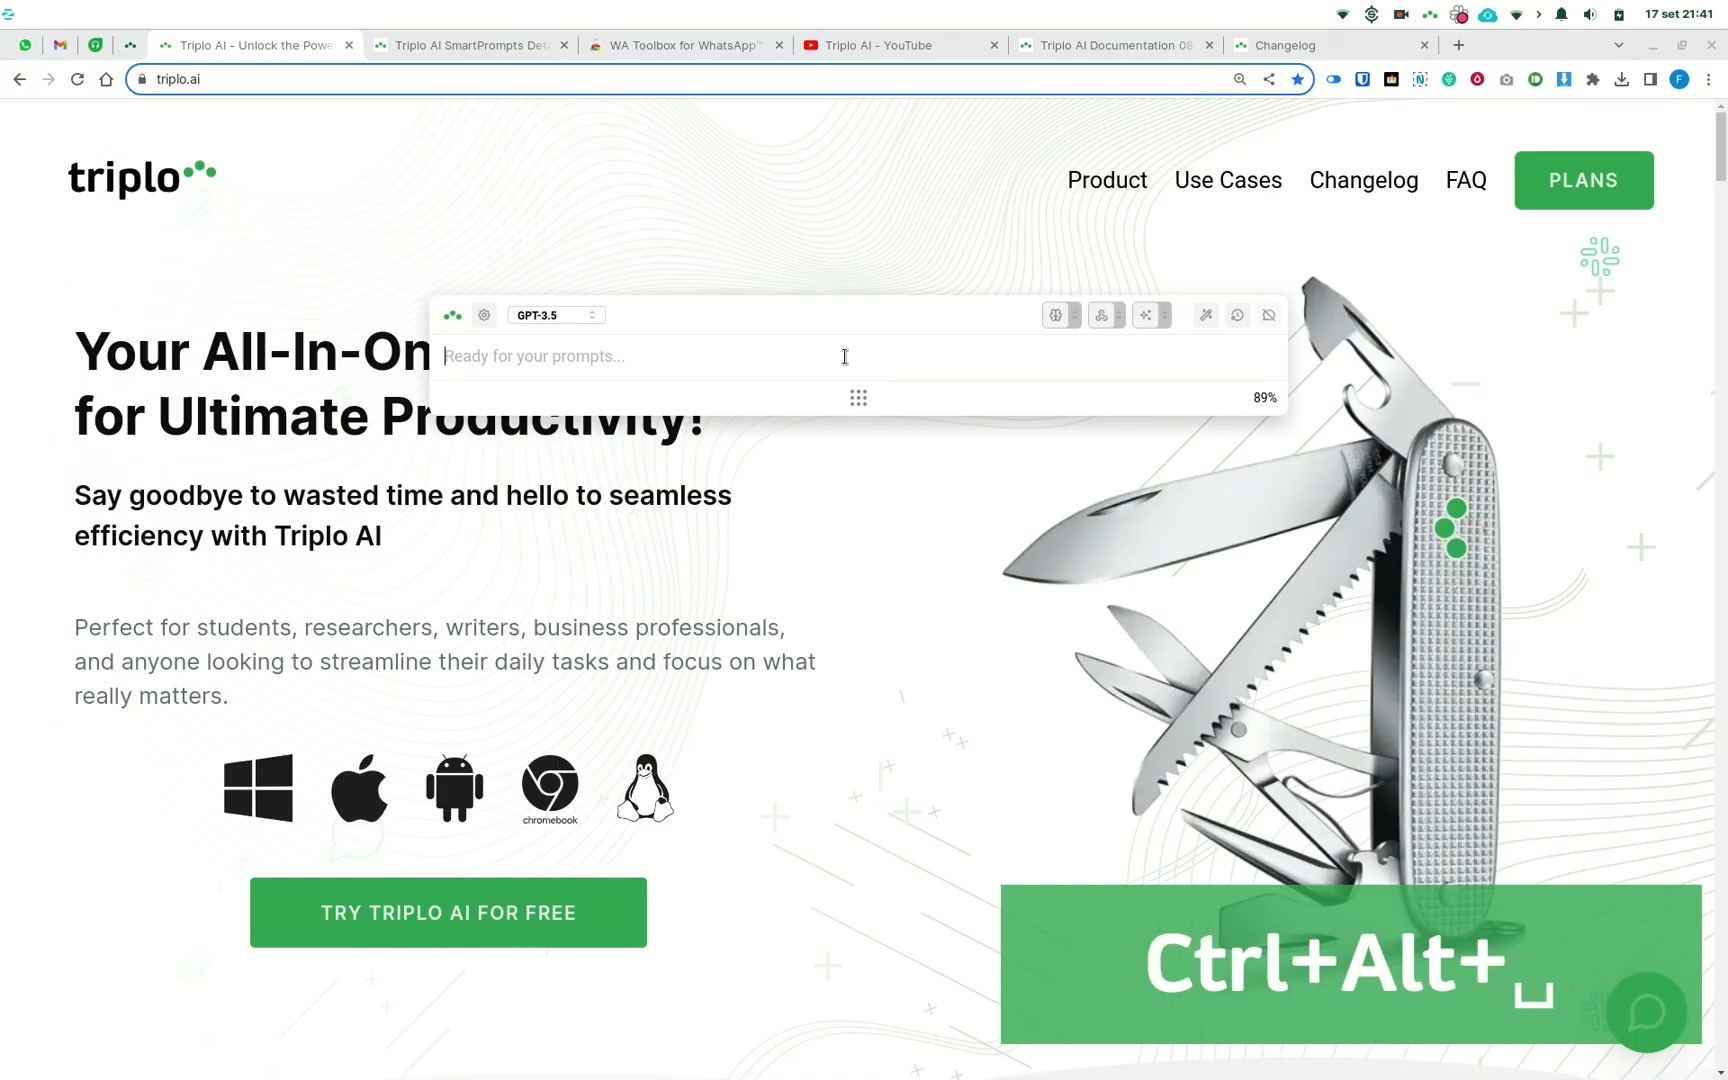 17 set 21:41
Triplo AI - Unlock the Powe
Triplo AI SmartPrompts Det
WA Toolbox for WhatsApp™
Triplo AI - YouTube
Triplo AI Documentation 08
Changelog
triplo.ai
F
triplo
Product
Use Cases
Changelog
FAQ
PLANS
GPT-3.5
Ready for your prompts...
89%
Your All-In-On
for Ultimate Productivity!
Say goodbye to wasted time and hello to seamless
efficiency with Triplo AI
Perfect for students, researchers, writers, business professionals,
and anyone looking to streamline their daily tasks and focus on what
really matters.
chromebook
TRY TRIPLO AI FOR FREE
Ctrl+Alt+␣